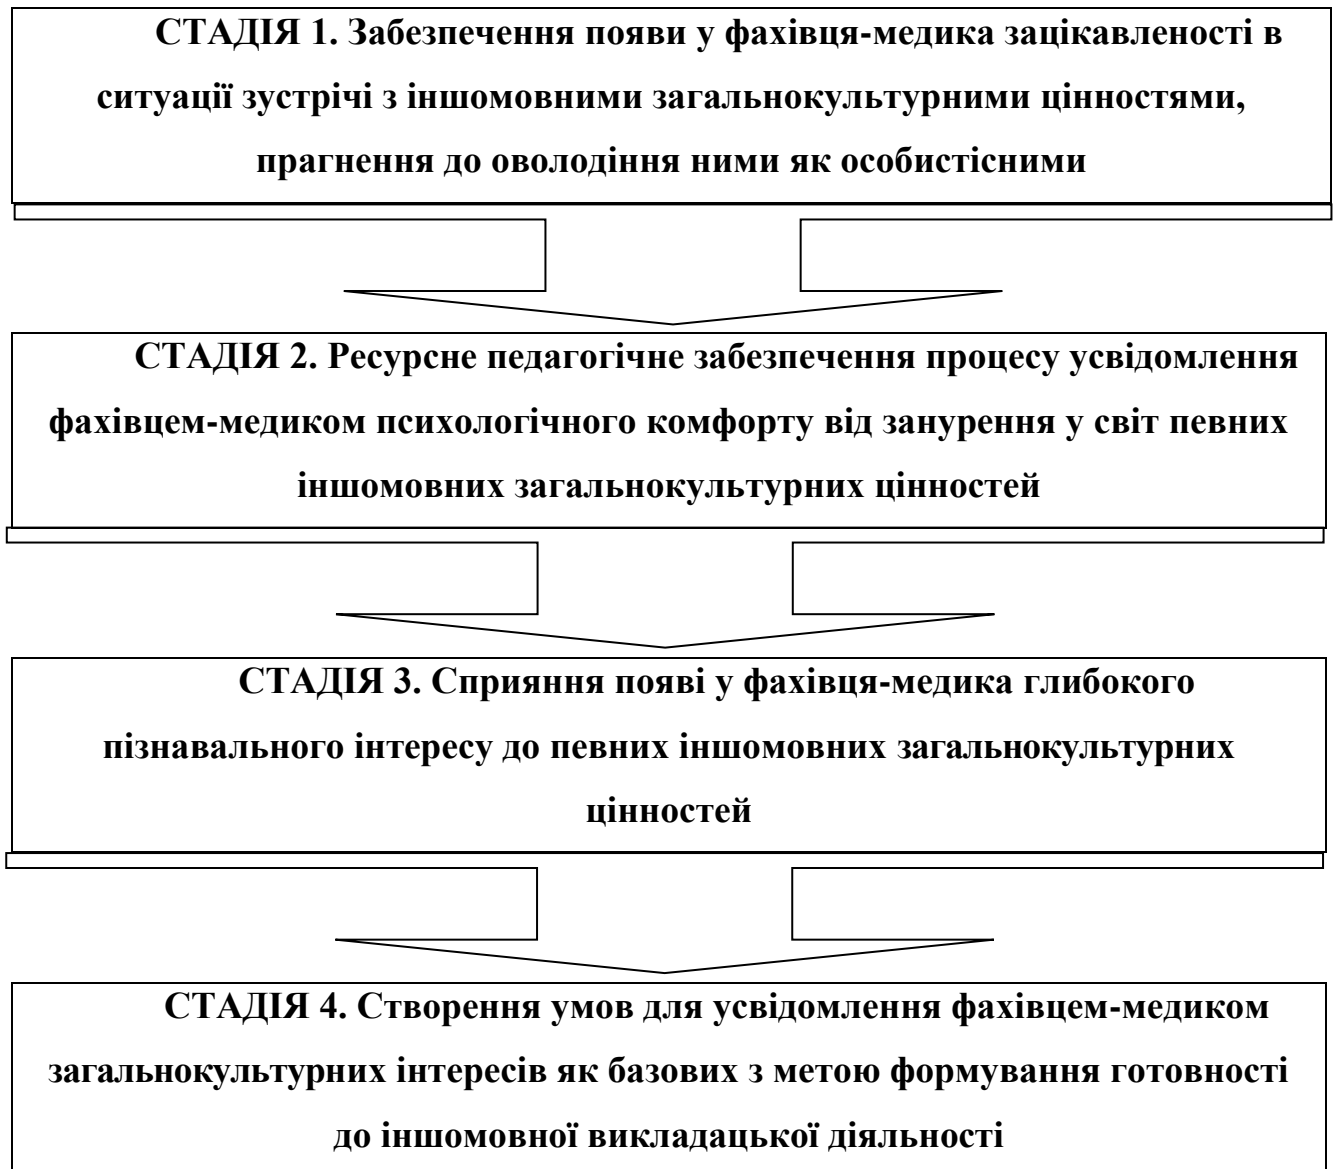 СТАДІЯ 1. Забезпечення появи у фахівця-медика зацікавленості в
ситуації зустрічі з іншомовними загальнокультурними цінностями,
прагнення до оволодіння ними як особистісними
СТАДІЯ 2. Ресурсне педагогічне забезпечення процесу усвідомлення
фахівцем-медиком психологічного комфорту від занурення у світ певних
іншомовних загальнокультурних цінностей
СТАДІЯ 3. Сприяння появі у фахівця-медика глибокого
пізнавального інтересу до певних іншомовних загальнокультурних
цінностей
СТАДІЯ 4. Створення умов для усвідомлення фахівцем-медиком
загальнокультурних інтересів як базових з метою формування готовності
до іншомовної викладацької діяльності